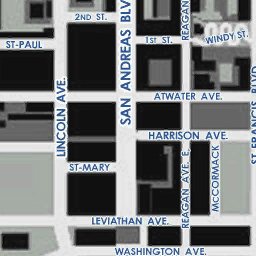 2ND ST.
SAN ANDREAS BLV
REAGAN
ST-PAUL
1ST ST.
WINDY ST.
ATWATER AVE.
LINCOLN AVE.
HARRISON AVE.
ST-FRANCIS BLVD
ST-MARY
REAGAN AVE. E.
McCORMACK
LEVIATHAN AVE.
WASHINGTON AVE.